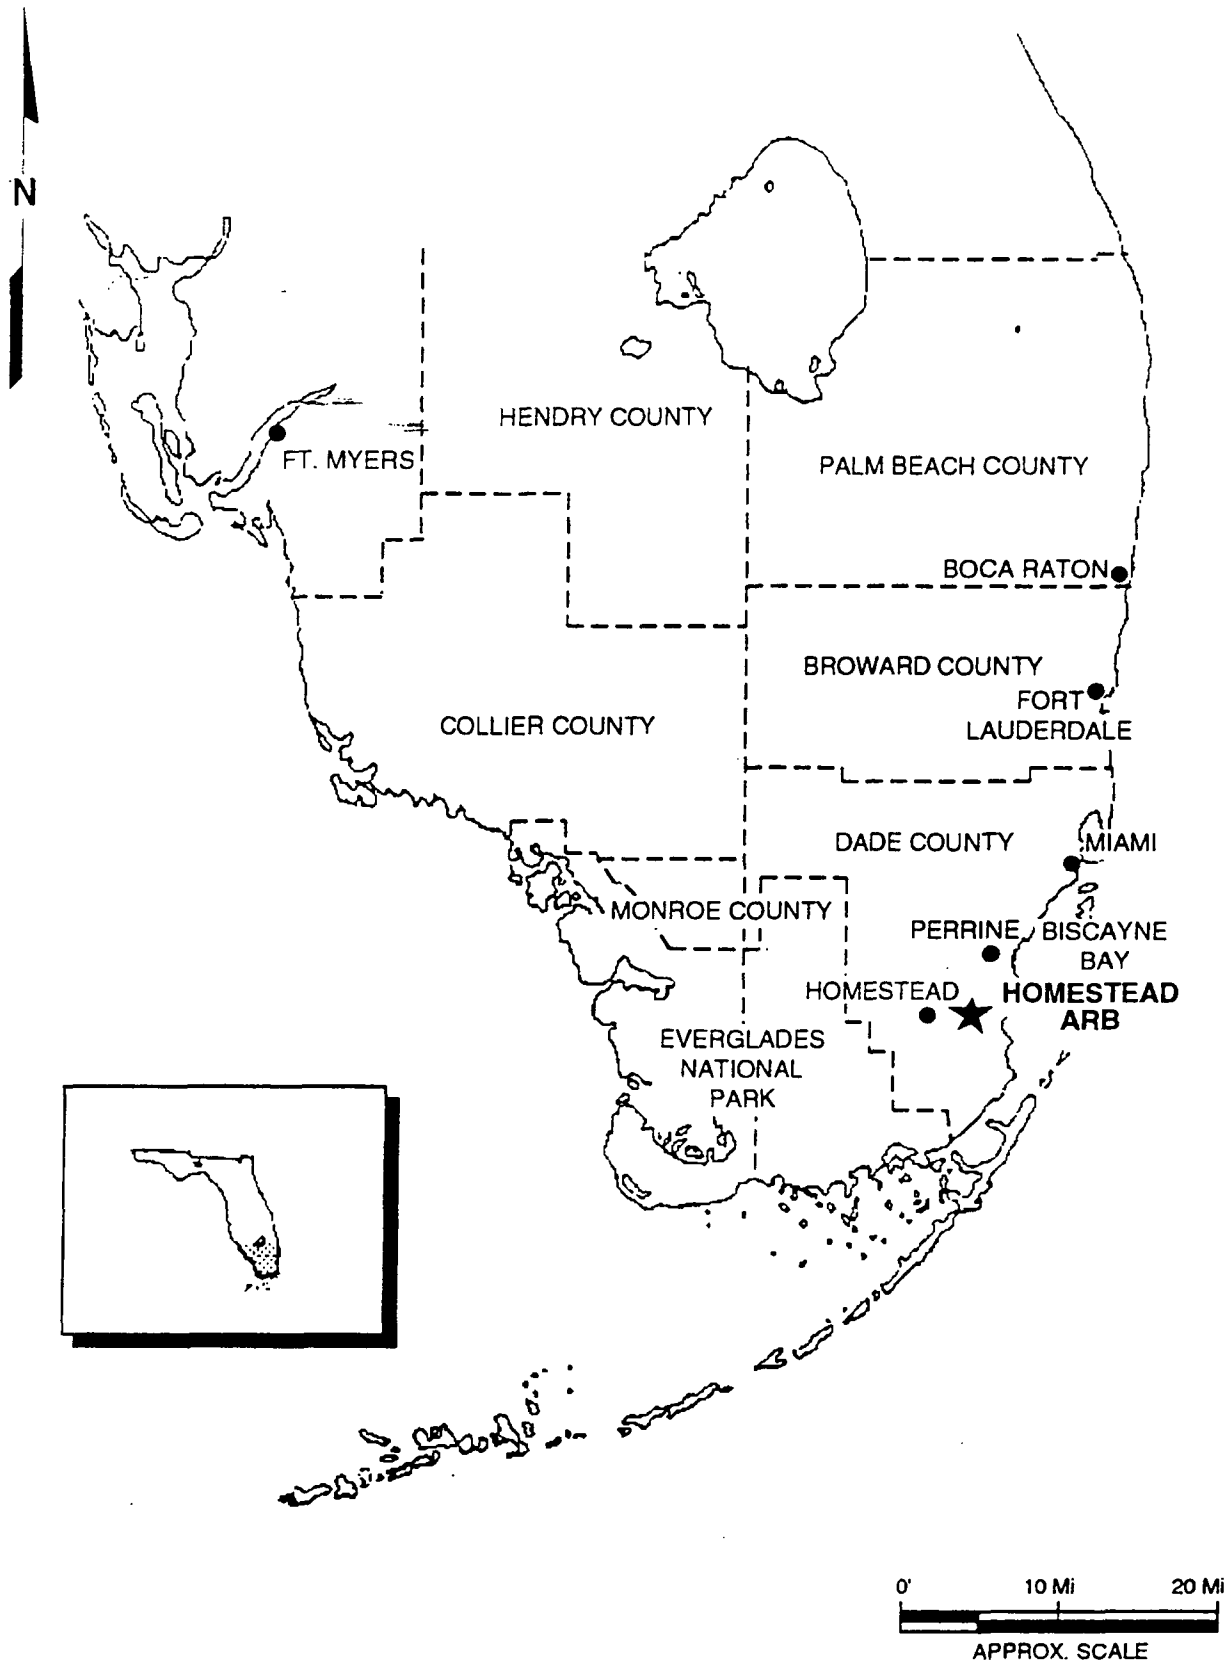 N
HENDRY COUNTY
FT. MYERS
PALM BEACH COUNTY
BOCA RATON
BROWARD COUNTY
FORT
LAUDERDALE
COLLIER COUNTY
DADE COUNTY
MIAMI
MONROE COUNTY
PERRINE
BISCAYNE
BAY
HOMESTEAD
HOMESTEAD
ARB
EVERGLADES
NATIONAL
PARK
0' 10 Mi 20 Mi
APPROX. SCALE